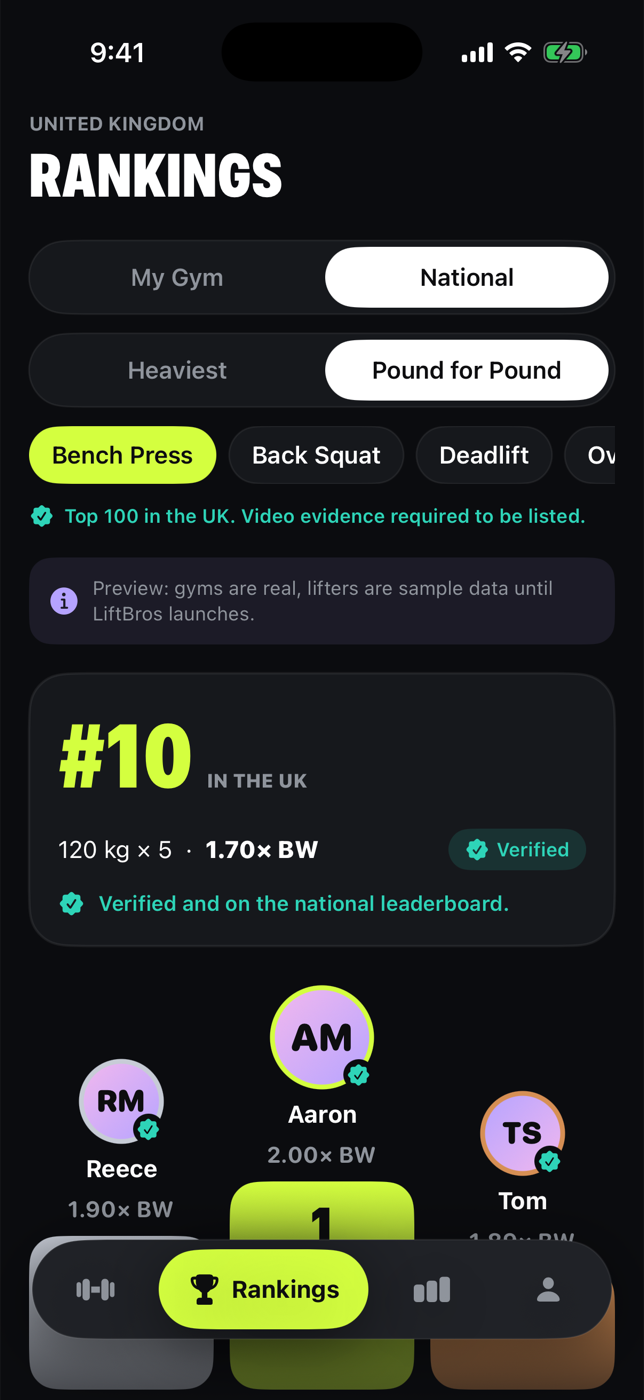 9:41
UNITED KINGDOM
RANKINGS
My Gym
National
Heaviest
Pound for Pound
Bench Press
Back Squat
Deadlift
Ov
Top 100 in the UK. Video evidence required to be listed.
Preview: gyms are real, lifters are sample data until
LiftBros launches.
#10 IN THE UK
120 kg × 5 · 1.70× BW
Verified
Verified and on the national leaderboard.
AM
Aaron
2.00× BW
RM
Reece
1.90× BW
TS
Tom
1
Rankings